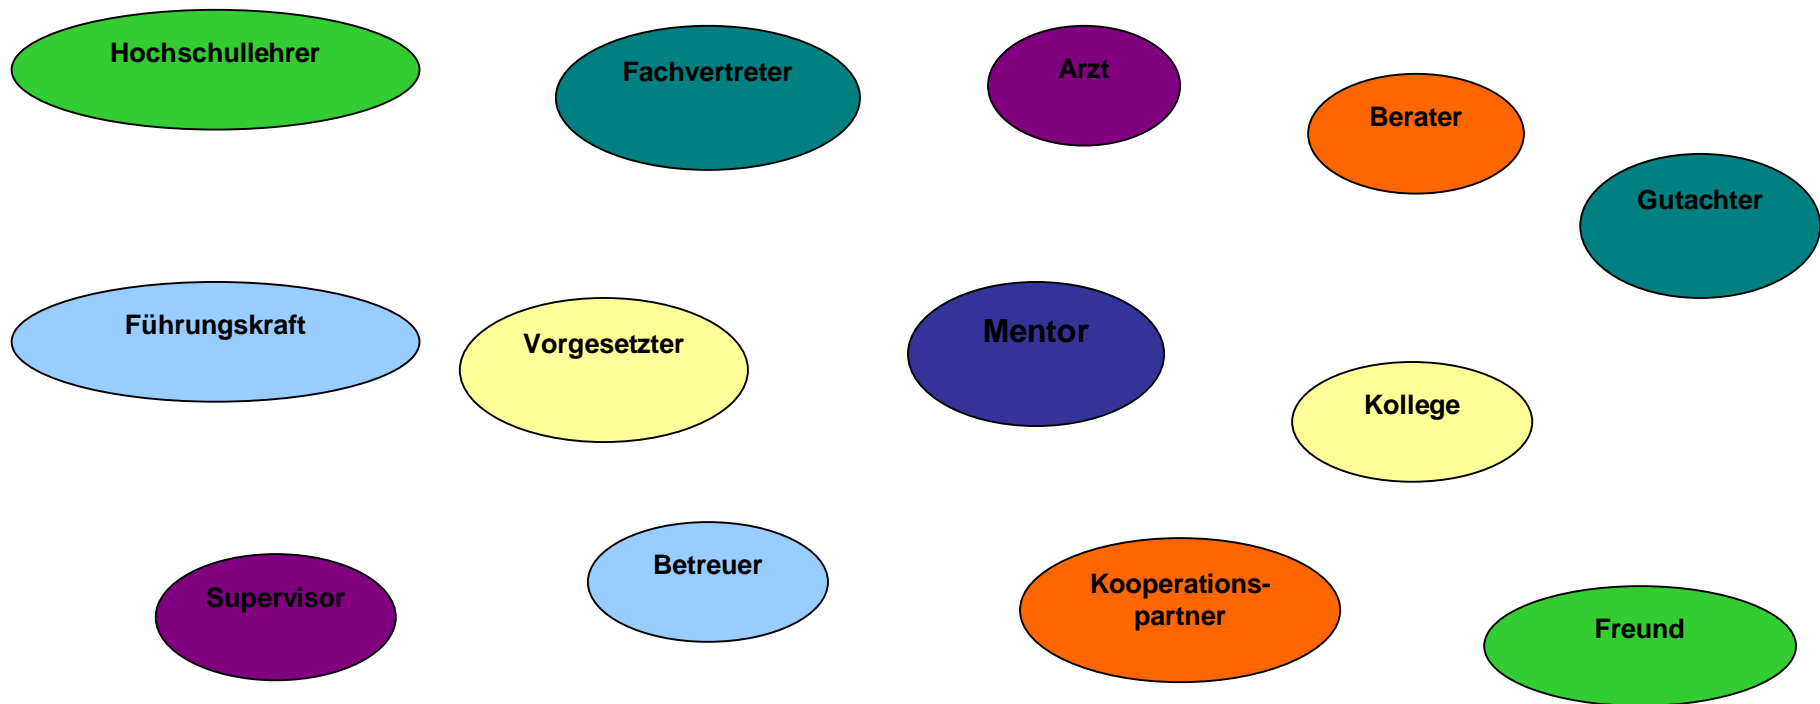 Hochschullehrer
Fachvertreter
Arzt
Berater
Gutachter
Führungskraft
Vorgesetzter
Mentor
Kollege
Supervisor
Betreuer
Kooperations-
partner
Freund